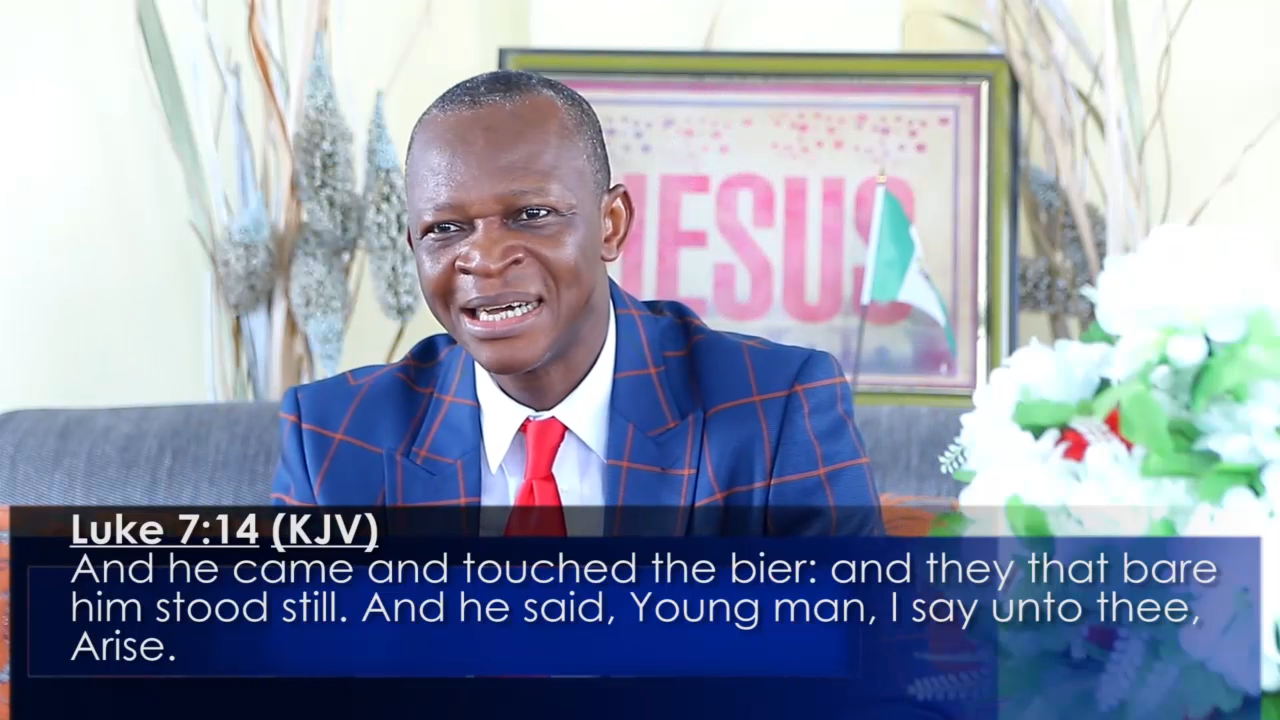 JESUS
Luke 7:14 (KJV)
And he came and touched the bier: and they that bare
him stood still. And he said, Young man, I say unto thee,
Arise.